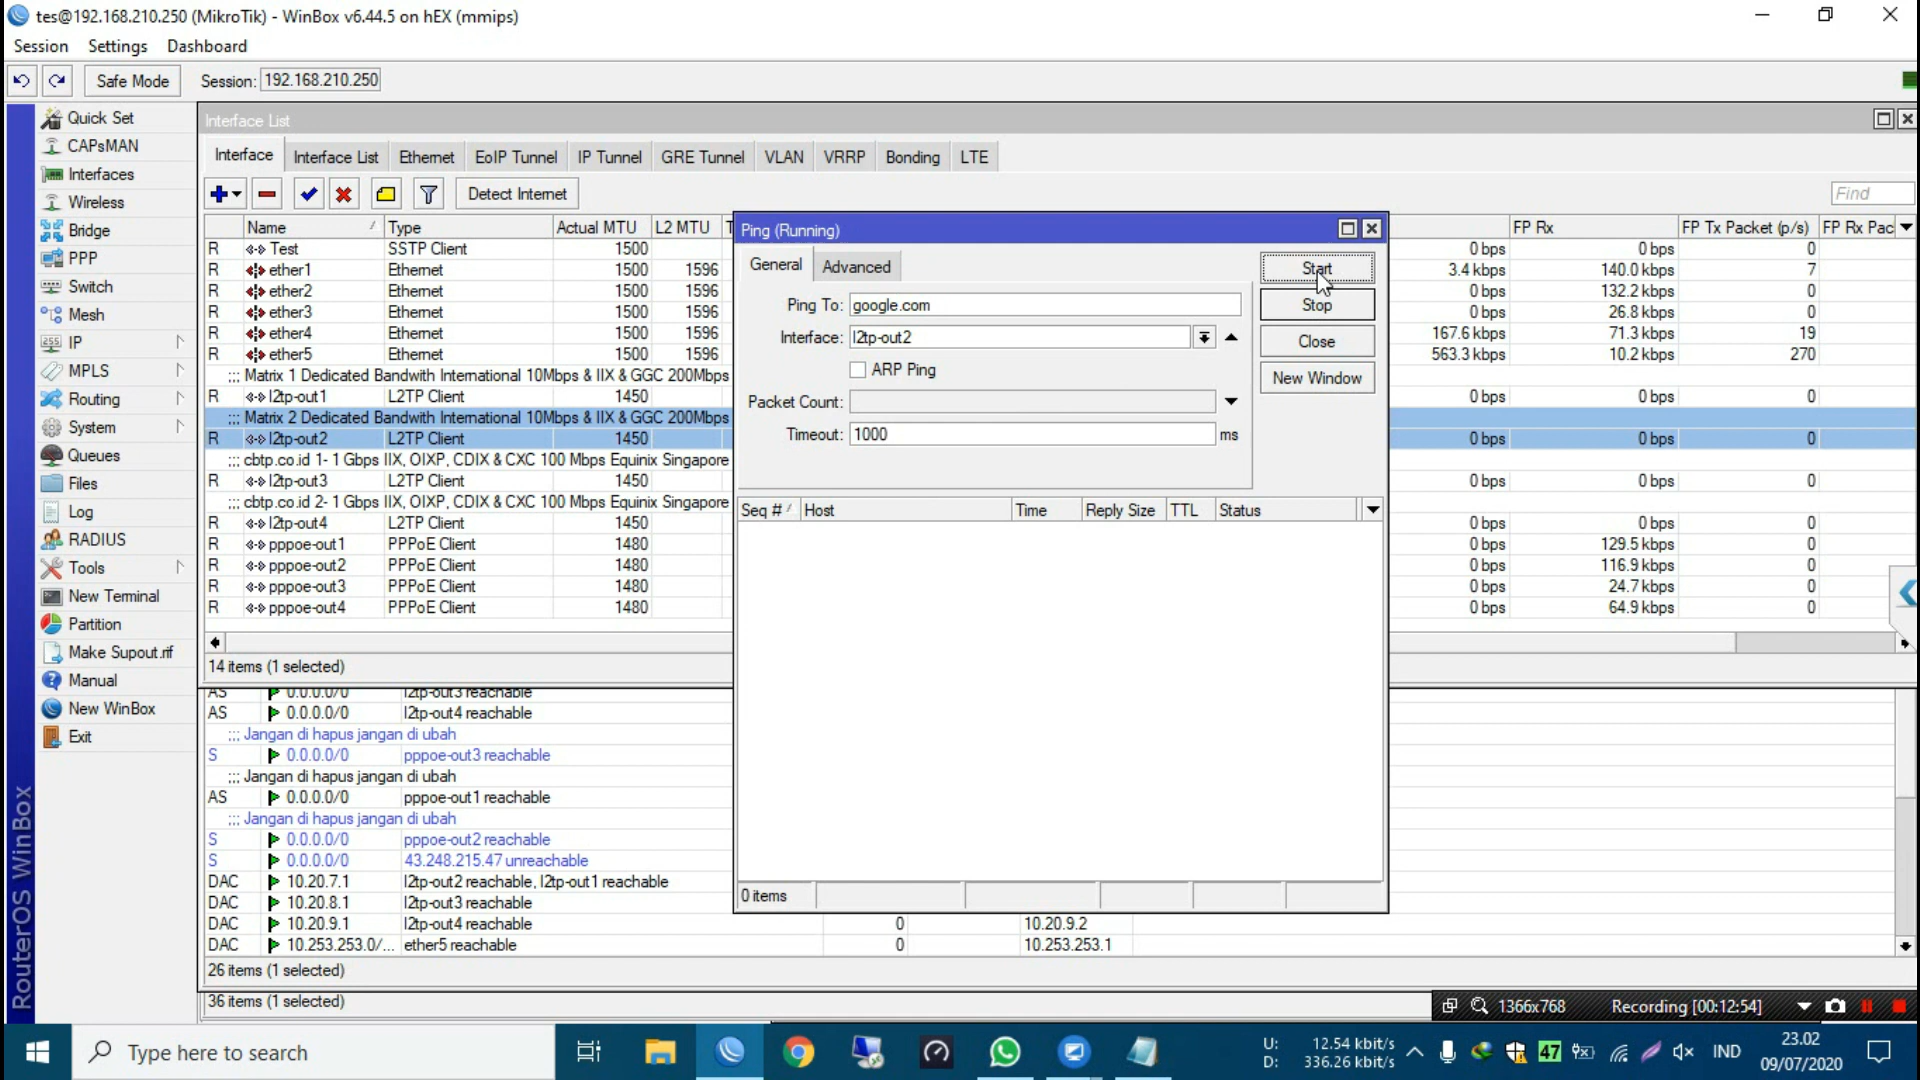 tes@192.168.210.250 (MikroTik) - WinBox v6.44.5 on hEX (mmips)
Session Settings Dashboard
Safe Mode Session: 192.168.210.250
Quick Set
CAPsMAN
Interfaces
Wireless
Bridge
PPP
Switch
Mesh
IP
MPLS
Routing
System
Queues
Files
Log
RADIUS
Tools
New Terminal
Partition
Make Supout.rif
Manual
New WinBox
Exit
RouterOS WinBox
Interface List
Interface Interface List Ethernet EoIP Tunnel IP Tunnel GRE Tunnel VLAN VRRP Bonding LTE
Detect Internet Find
Name Type Actual MTU L2 MTU T FP Rx FP Tx Packet (p/s) FP Rx Pac
R Test SSTP Client 1500 0 bps 0 bps 0
R ether1 Ethernet 1500 1596 3.4 kbps 140.0 kbps 7
R ether2 Ethernet 1500 1596 0 bps 132.2 kbps 0
R ether3 Ethernet 1500 1596 0 bps 26.8 kbps 0
R ether4 Ethernet 1500 1596 167.6 kbps 71.3 kbps 19
R ether5 Ethernet 1500 1596 563.3 kbps 10.2 kbps 270
;;; Matrix 1 Dedicated Bandwith International 10Mbps & IIX & GGC 200Mbps
R l2tp-out1 L2TP Client 1450 0 bps 0 bps 0
;;; Matrix 2 Dedicated Bandwith International 10Mbps & IIX & GGC 200Mbps
R l2tp-out2 L2TP Client 1450 0 bps 0 bps 0
;;; cbtp.co.id 1- 1 Gbps IIX, OIXP, CDIX & CXC 100 Mbps Equinix Singapore
R l2tp-out3 L2TP Client 1450 0 bps 0 bps 0
;;; cbtp.co.id 2- 1 Gbps IIX, OIXP, CDIX & CXC 100 Mbps Equinix Singapore
R l2tp-out4 L2TP Client 1450 0 bps 0 bps 0
R pppoe-out1 PPPoE Client 1480 0 bps 129.5 kbps 0
R pppoe-out2 PPPoE Client 1480 0 bps 116.9 kbps 0
R pppoe-out3 PPPoE Client 1480 0 bps 24.7 kbps 0
R pppoe-out4 PPPoE Client 1480 0 bps 64.9 kbps 0
14 items (1 selected)
AS 0.0.0.0/0 l2tp-out3 reachable
AS 0.0.0.0/0 l2tp-out4 reachable
;;; Jangan di hapus jangan di ubah
S 0.0.0.0/0 pppoe-out3 reachable
;;; Jangan di hapus jangan di ubah
AS 0.0.0.0/0 pppoe-out1 reachable
;;; Jangan di hapus jangan di ubah
S 0.0.0.0/0 pppoe-out2 reachable
S 0.0.0.0/0 43.248.215.47 unreachable
DAC 10.20.7.1 l2tp-out2 reachable, l2tp-out1 reachable
DAC 10.20.8.1 l2tp-out3 reachable
DAC 10.20.9.1 l2tp-out4 reachable 0 10.20.9.2
DAC 10.253.253.0/... ether5 reachable 0 10.253.253.1
26 items (1 selected)
36 items (1 selected)
Ping (Running)
General Advanced
Ping To: google.com
Interface: l2tp-out2
ARP Ping
Packet Count:
Timeout: 1000 ms
Start
Stop
Close
New Window
Seq # Host Time Reply Size TTL Status
0 items
1366x768 Recording [00:12:54]
Type here to search
U: 12.54 kbit/s
D: 336.26 kbit/s
47
IND
23.02
09/07/2020